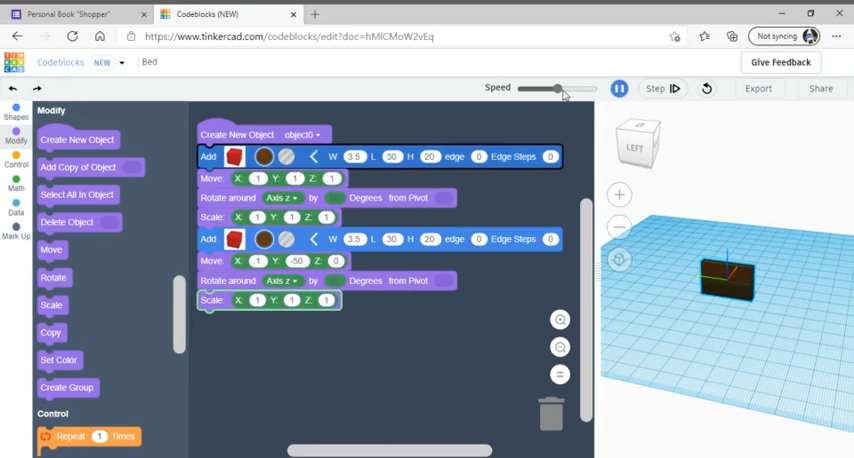 Personal Book "Shopper"
Codeblocks (NEW)
https://www.tinkercad.com/codeblocks/edit?doc=hMlCMoW2vEq
Not syncing
TIN
KER
CAD
Codeblocks NEW
Bed
Give Feedback
Speed
Step
Export
Share
Shapes
Modify
Control
Math
Data
Mark Up
Modify
Create New Object
Add Copy of Object
Select All In Object
Delete Object
Move
Rotate
Scale
Copy
Set Color
Create Group
Control
Repeat 1 Times
Create New Object object0
Add W 3.5 L 30 H 20 edge 0 Edge Steps 0
Move: X: 1 Y: 1 Z: 1
Rotate around Axis z by Degrees from Pivot
Scale: X: 1 Y: 1 Z: 1
Add W 3.5 L 30 H 20 edge 0 Edge Steps 0
Move: X: 1 Y: -50 Z: 0
Rotate around Axis z by Degrees from Pivot
Scale: X: 1 Y: 1 Z: 1
LEFT